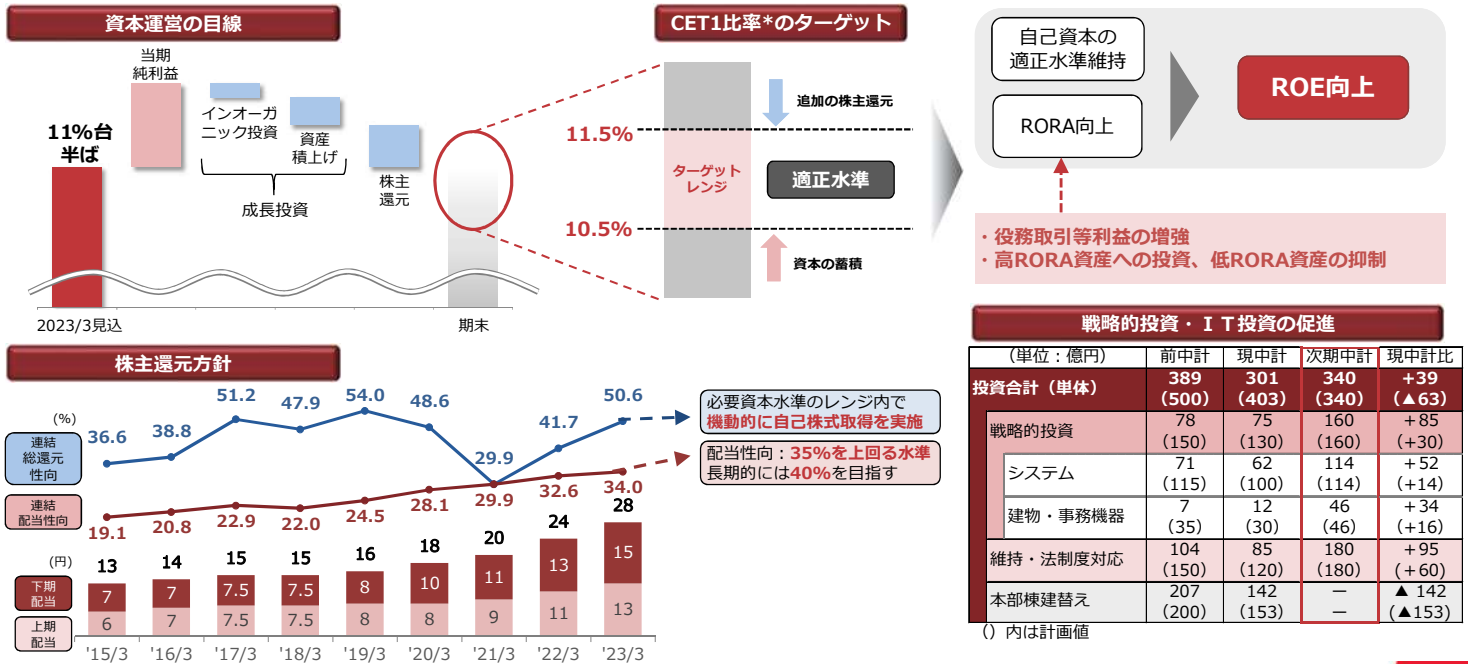 資本運営の目線
当期
純利益
11%台
半ば
インオーガ
ニック投資
資産
積上げ
成長投資
株主
還元
2023/3見込
期末
CET1比率*のターゲット
11.5%
10.5%
ターゲット
レンジ
追加の株主還元
適正水準
資本の蓄積
自己資本の
適正水準維持
RORA向上
ROE向上
・役務取引等利益の増強
・高RORA資産への投資、低RORA資産の抑制
株主還元方針
(%)
連結
総還元
性向
36.6 38.8 51.2 47.9 54.0 48.6 29.9 41.7 50.6
連結
配当性向
19.1 20.8 22.9 22.0 24.5 28.1 29.9 32.6 34.0
必要資本水準のレンジ内で
機動的に自己株式取得を実施
配当性向：35%を上回る水準
長期的には40%を目指す
(円)
13 14 15 15 16 18 20 24 28
下期
配当
7 7 7.5 7.5 8 10 11 13 15
上期
配当
6 7 7.5 7.5 8 8 9 11 13
'15/3 '16/3 '17/3 '18/3 '19/3 '20/3 '21/3 '22/3 '23/3
戦略的投資・ＩＴ投資の促進
（単位：億円） 前中計 現中計 次期中計 現中計比
投資合計（単体） 389 301 340 +39
(500) (403) (340) (▲63)
戦略的投資 78 75 160 +85
(150) (130) (160) (+30)
システム 71 62 114 +52
(115) (100) (114) (+14)
建物・事務機器 7 12 46 +34
(35) (30) (46) (+16)
維持・法制度対応 104 85 180 +95
(150) (120) (180) (+60)
本部棟建替え 207 142 － ▲ 142
(200) (153) － (▲153)
()内は計画値